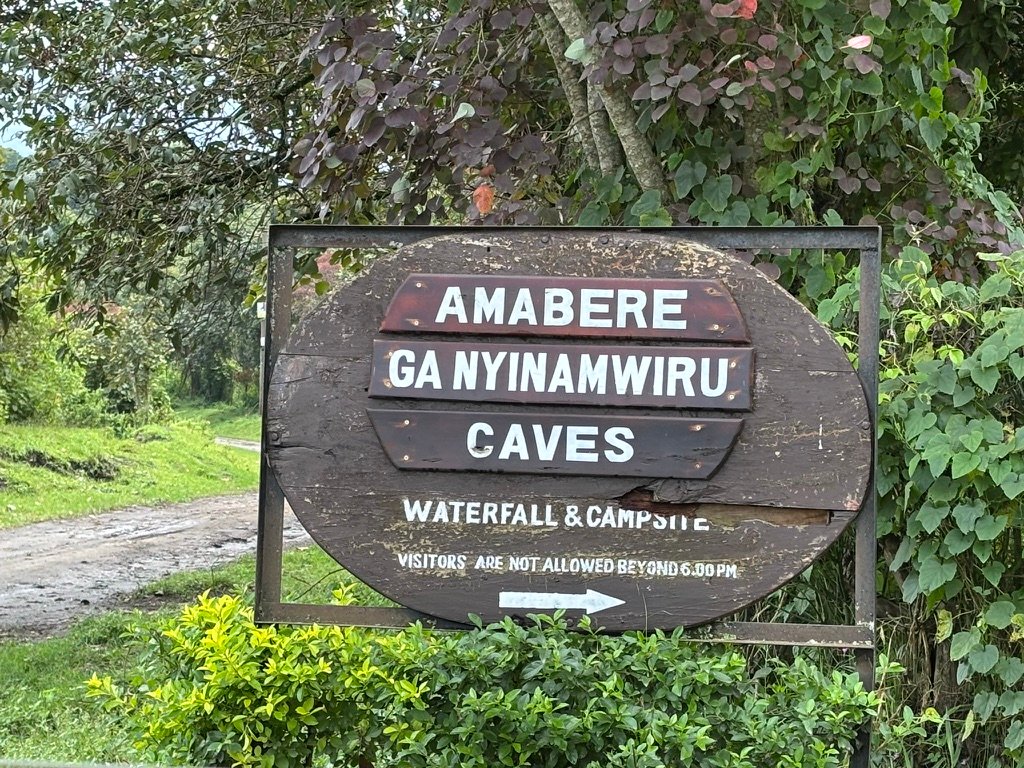 AMABERE
GA NYINAMWIRU
CAVES
WATERFALL & CAMPSITE
VISITORS ARE NOT ALLOWED BEYOND 6.00 PM